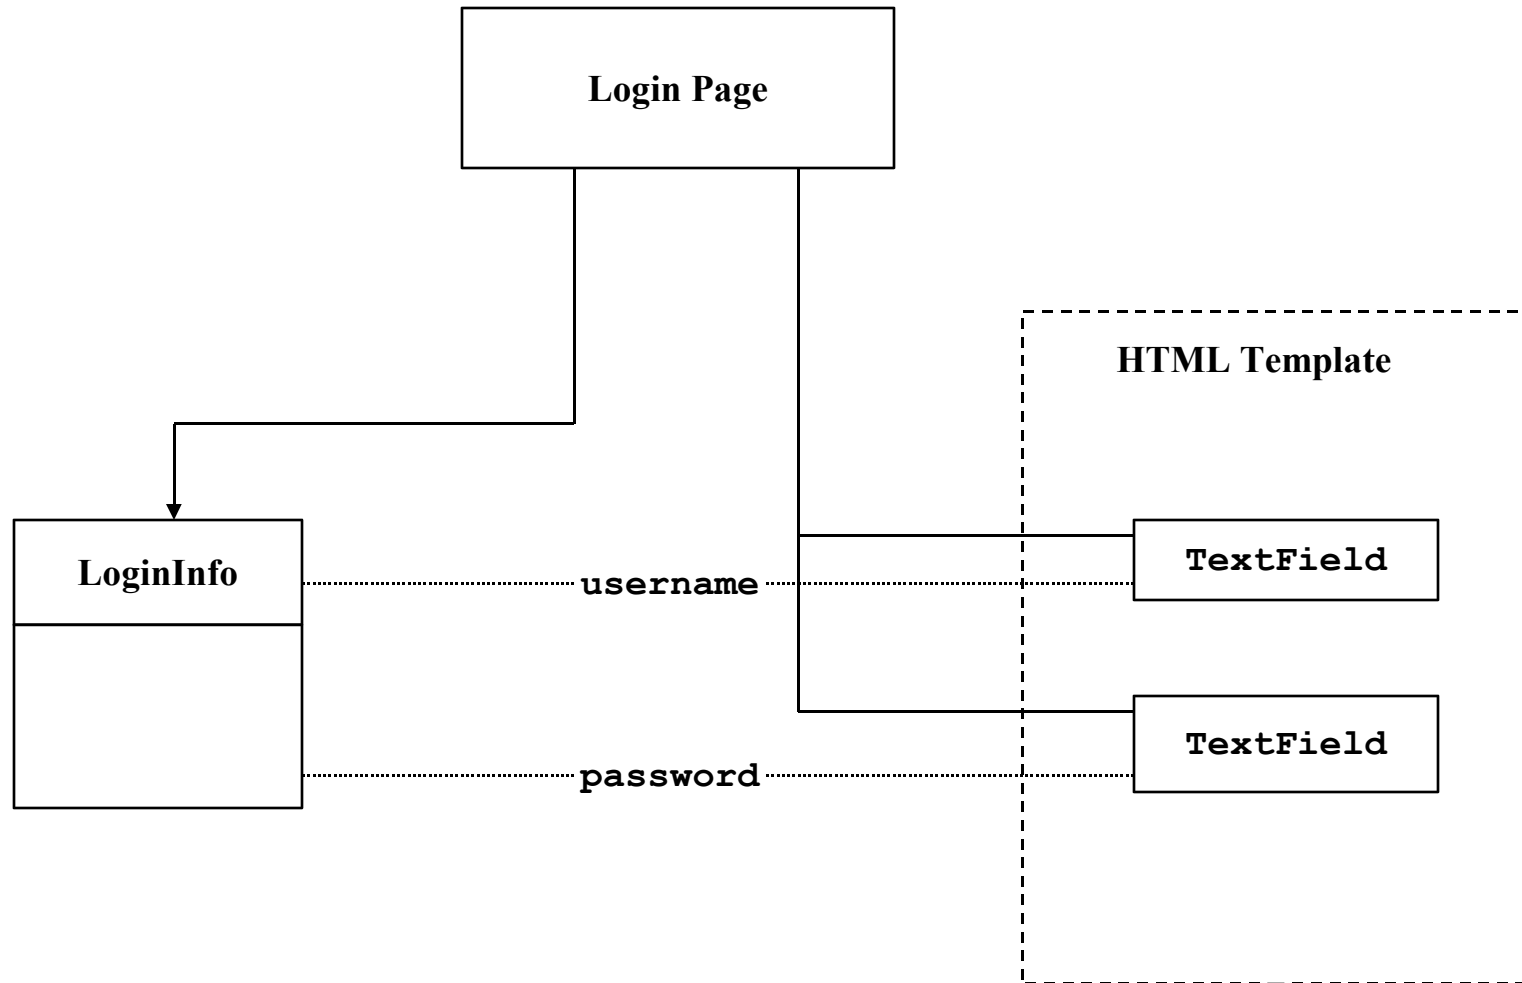 Login Page
HTML Template
TextField
LoginInfo
username
TextField
password